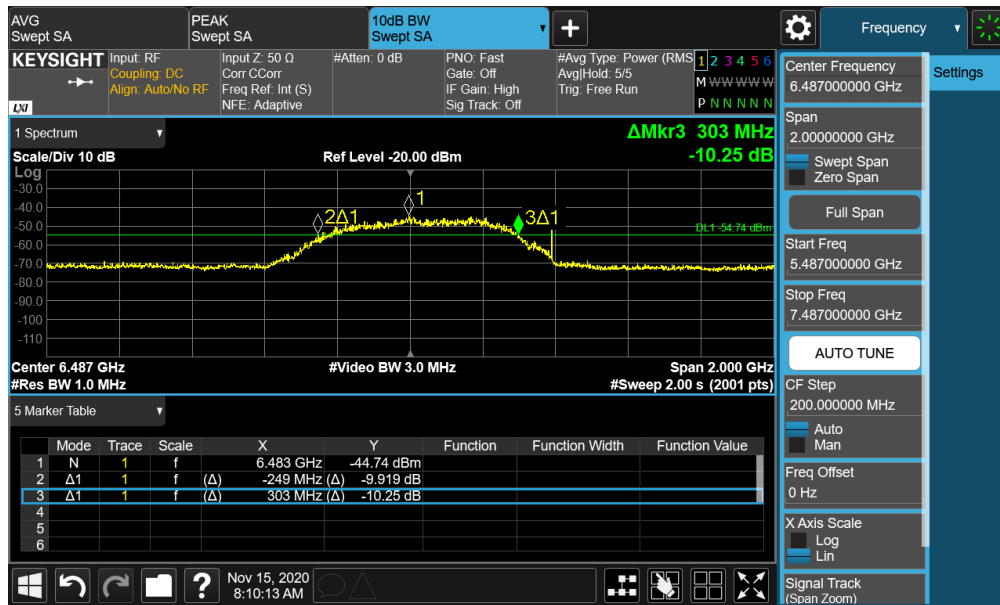 AVG
Swept SA
PEAK
Swept SA
10dB BW
Swept SA
Frequency
KEYSIGHT
LXI
Input: RF
Coupling: DC
Align: Auto/No RF
Input Z: 50 Ω
Corr CCorr
Freq Ref: Int (S)
NFE: Adaptive
#Atten: 0 dB
PNO: Fast
Gate: Off
IF Gain: High
Sig Track: Off
#Avg Type: Power (RMS
Avg|Hold: 5/5
Trig: Free Run
1 2 3 4 5 6
M W W W W W
P N N N N N
1 Spectrum
ΔMkr3 303 MHz
-10.25 dB
Scale/Div 10 dB
Ref Level -20.00 dBm
Log
-30.0
-40.0
-50.0
-60.0
-70.0
-80.0
-90.0
-100
-110
1
2Δ1
3Δ1
DL1 -54.74 dBm
Center 6.487 GHz
#Video BW 3.0 MHz
Span 2.000 GHz
#Res BW 1.0 MHz
#Sweep 2.00 s (2001 pts)
5 Marker Table
Mode Trace Scale X Y Function Function Width Function Value
1 N 1 f 6.483 GHz -44.74 dBm
2 Δ1 1 f (Δ) -249 MHz (Δ) -9.919 dB
3 Δ1 1 f (Δ) 303 MHz (Δ) -10.25 dB
4
5
6
Nov 15, 2020
8:10:13 AM
Center Frequency
6.487000000 GHz
Settings
Span
2.00000000 GHz
Swept Span
Zero Span
Full Span
Start Freq
5.487000000 GHz
Stop Freq
7.487000000 GHz
AUTO TUNE
CF Step
200.000000 MHz
Auto
Man
Freq Offset
0 Hz
X Axis Scale
Log
Lin
Signal Track
(Span Zoom)